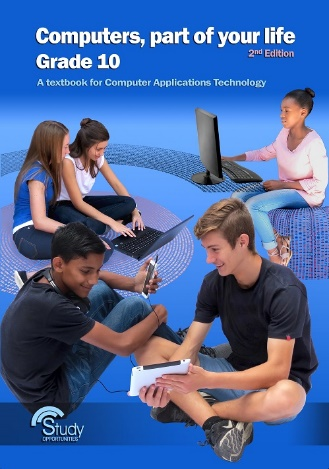 Computers, part of your life
2nd Edition
Grade 10
A textbook for Computer Applications Technology
Study
OPPORTUNITIES